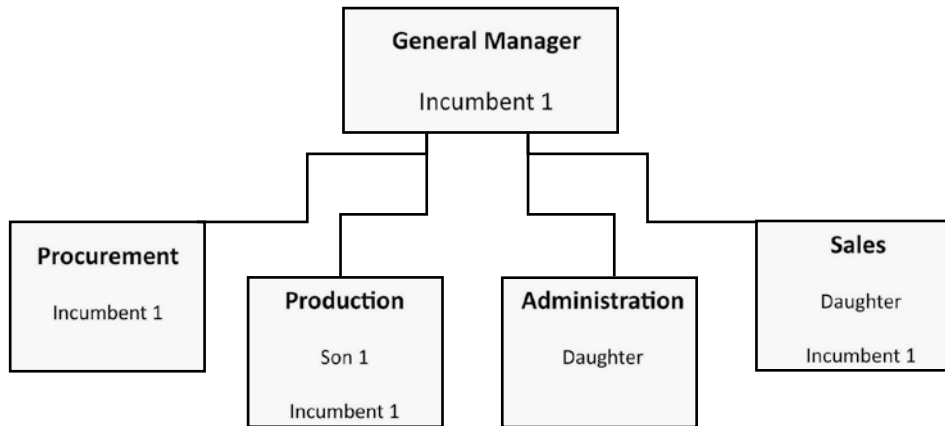 General Manager
Incumbent 1
Procurement
Incumbent 1
Production
Son 1
Incumbent 1
Administration
Daughter
Sales
Daughter
Incumbent 1